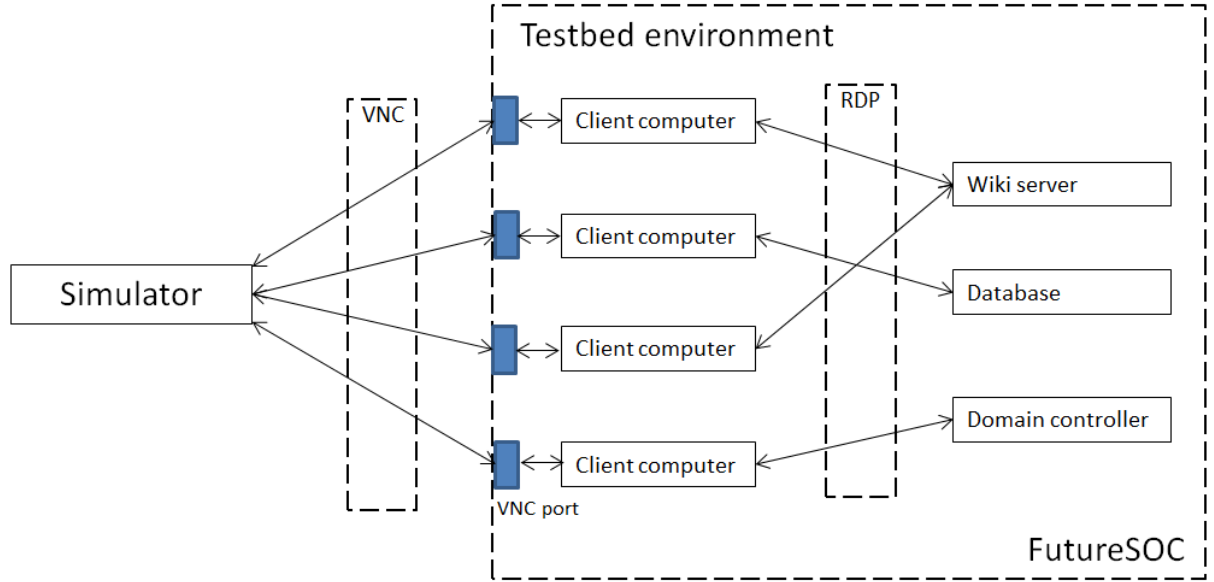 Testbed environment
VNC
RDP
Client computer
Wiki server
Client computer
Simulator
Database
Client computer
Domain controller
Client computer
VNC port
FutureSOC